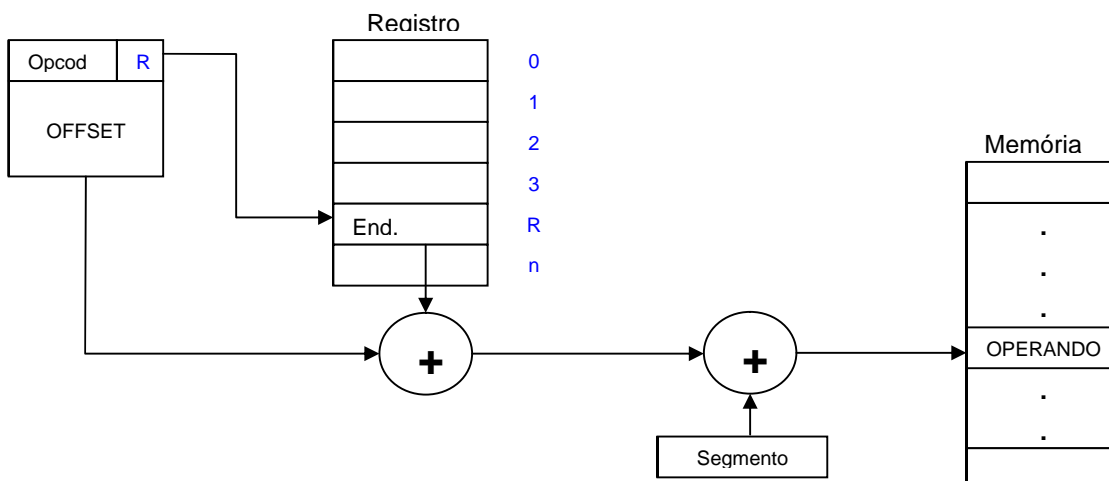 Registro
Opcod R
OFFSET
0
1
2
3
End. R
n
+
+
Segmento
Memória
.
.
.
OPERANDO
.
.